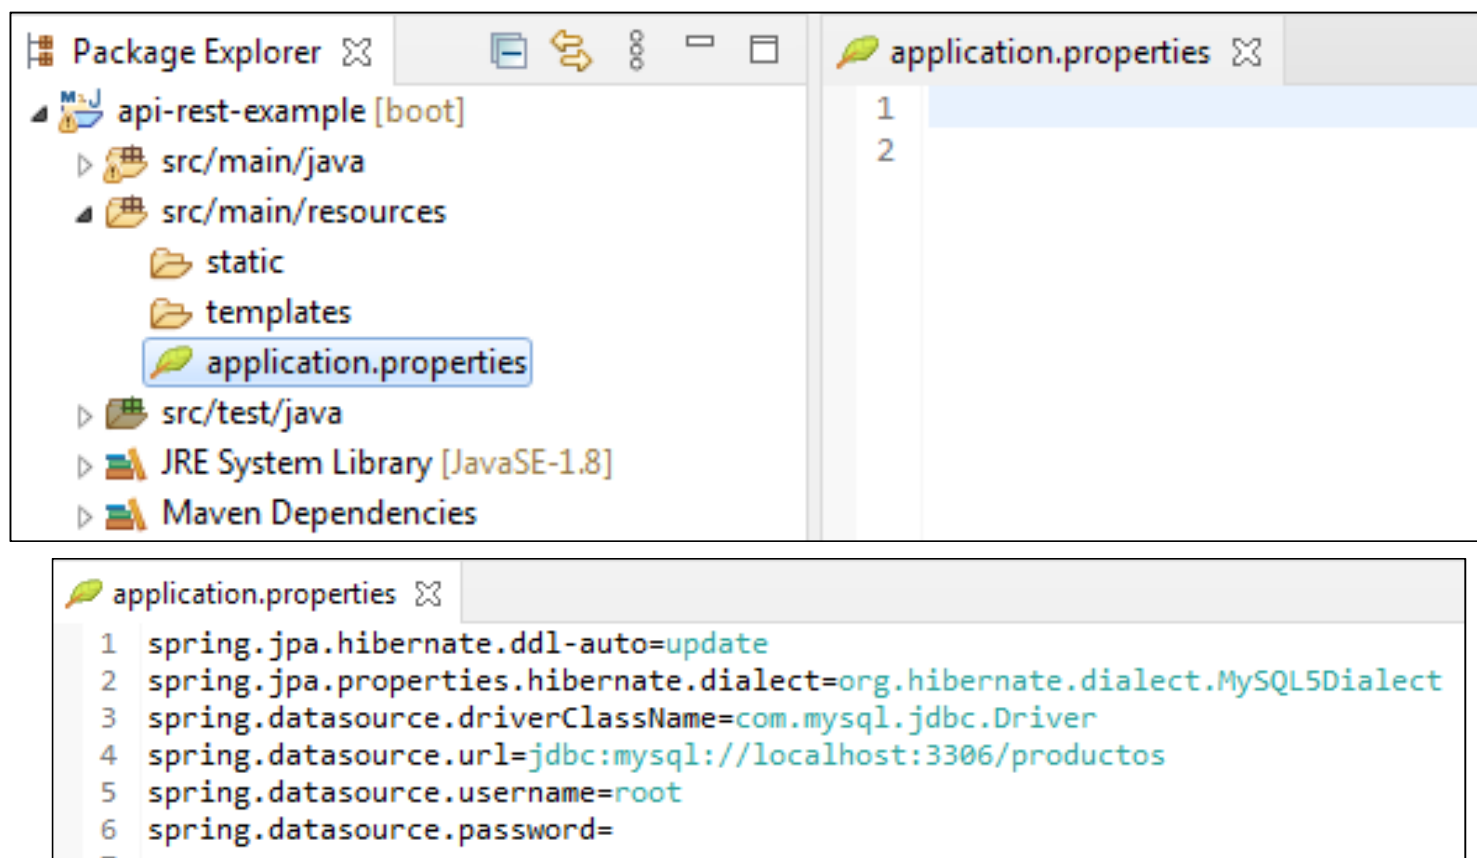 Package Explorer
api-rest-example [boot]
src/main/java
src/main/resources
static
templates
application.properties
src/test/java
JRE System Library [JavaSE-1.8]
Maven Dependencies
application.properties
1
2
application.properties
1 spring.jpa.hibernate.ddl-auto=update
2 spring.jpa.properties.hibernate.dialect=org.hibernate.dialect.MySQL5Dialect
3 spring.datasource.driverClassName=com.mysql.jdbc.Driver
4 spring.datasource.url=jdbc:mysql://localhost:3306/productos
5 spring.datasource.username=root
6 spring.datasource.password=